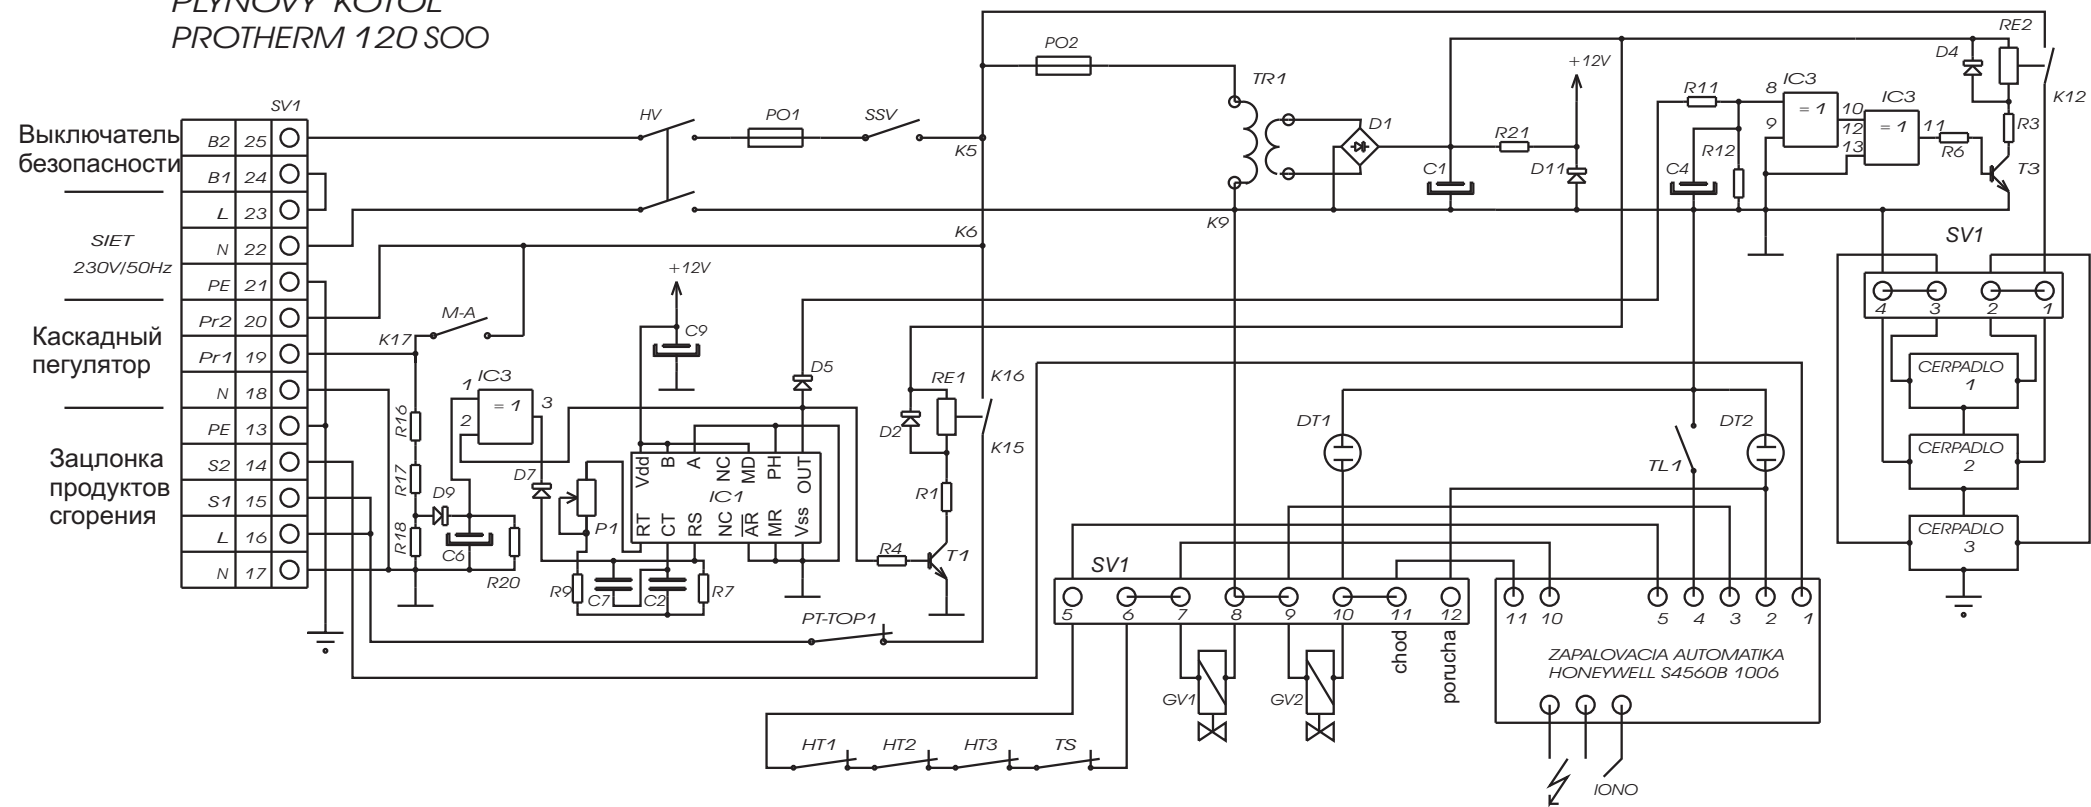 PLYNOVY KOTOL
PROTHERM 120 SOO
SV1
Выключатель
безопасности
SIET
230V/50Hz
Каскадный
пегулятор
Зацлонка
продуктов
сгорения
B2 25
B1 24
L 23
N 22
PE 21
Pr2 20
Pr1 19
N 18
PE 13
S2 14
S1 15
L 16
N 17
HV
PO1
SSV
K5
K6
PO2
TR1
K9
D1
C1
R21
+12V
D11
R11
C4
R12
8
9
IC3
= 1
10
12
13
IC3
= 1
11
R6
D4
RE2
K12
R3
T3
M-A
K17
R16
R17
R18
D9
C6
R20
1
2
IC3
= 1
3
D7
P1
R9
C7
C2
R7
+12V
C9
D5
Vdd
B
A
NC
MD
PH
OUT
IC1
RT
CT
RS
NC
AR
MR
Vss
D2
RE1
K16
K15
R1
R4
T1
PT-TOP1
HT1
HT2
HT3
TS
DT1
TL1
DT2
SV1
5 6 7 8 9 10 11 12
chod
porucha
GV1
GV2
11 10 5 4 3 2 1
ZAPALOVACIA AUTOMATIKA
HONEYWELL S4560B 1006
IONO
SV1
4 3 2 1
CERPADLO
1
CERPADLO
2
CERPADLO
3